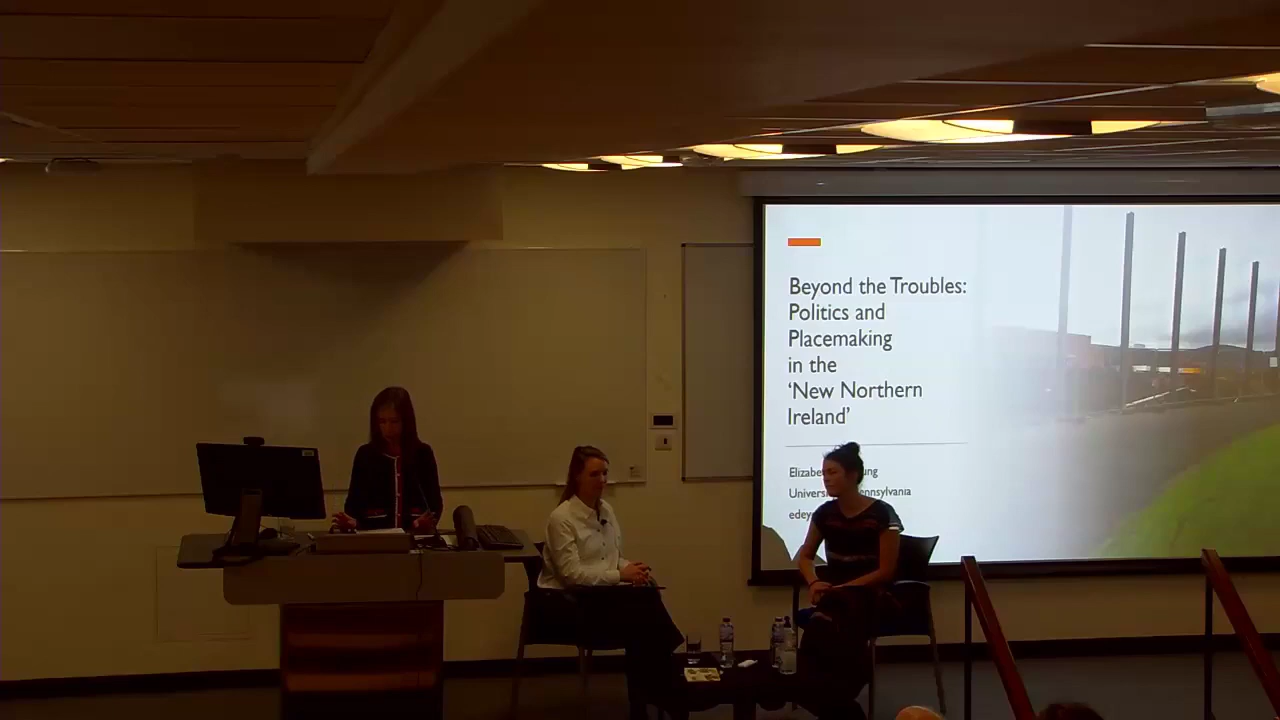 Beyond the Troubles:
Politics and
Placemaking
in the
‘New Northern
Ireland’